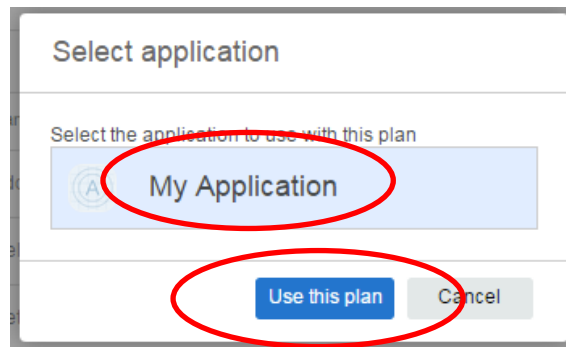 Select application
Select the application to use with this plan
A
My Application
Use this plan
Cancel